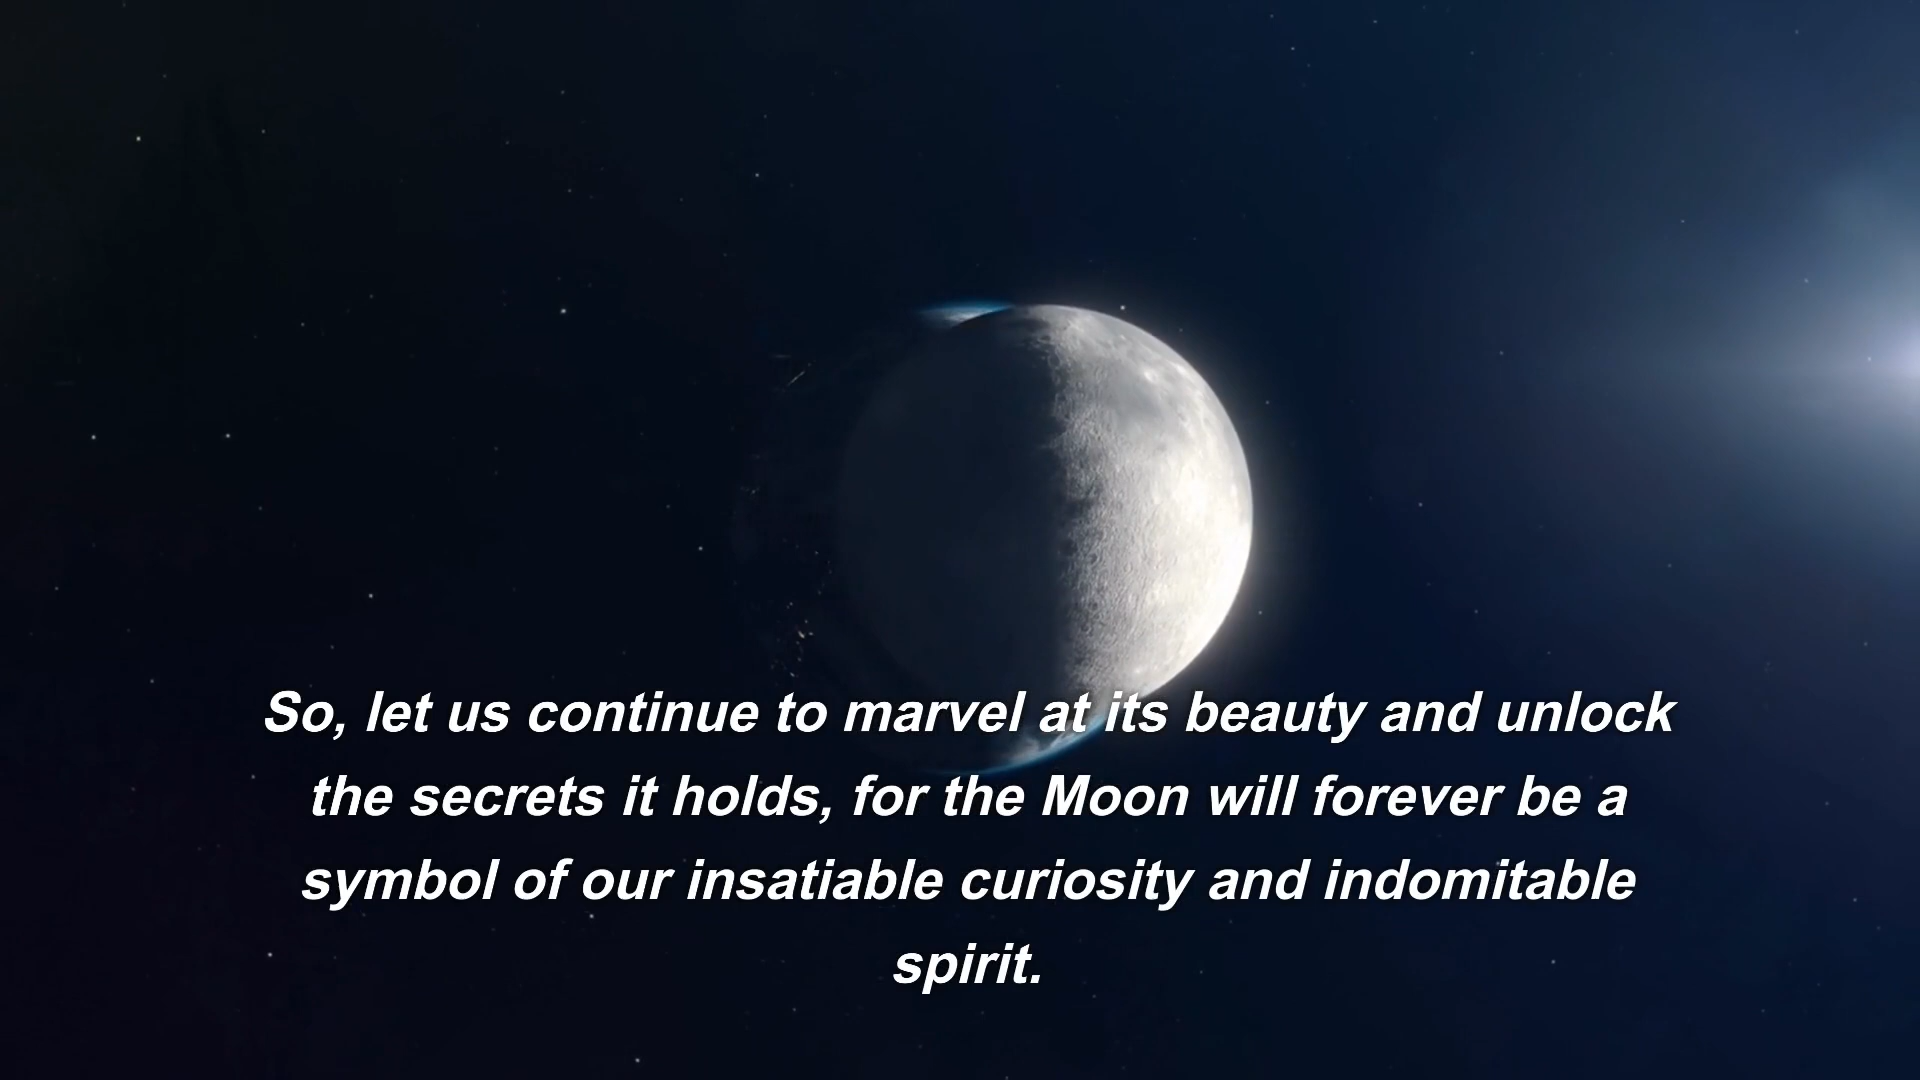 So, let us continue to marvel at its beauty and unlock
the secrets it holds, for the Moon will forever be a
symbol of our insatiable curiosity and indomitable
spirit.